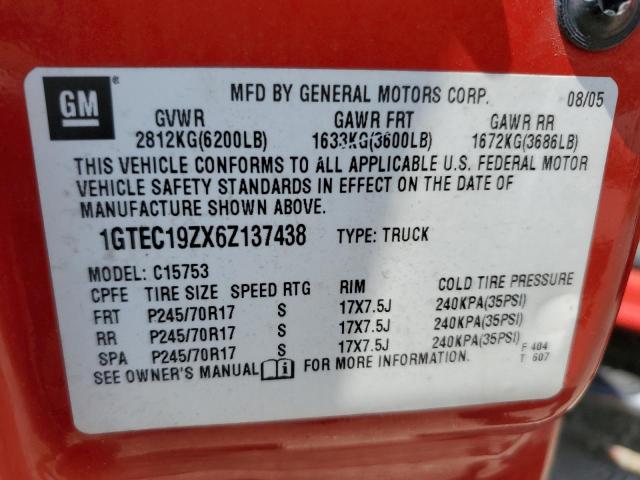 GM ®
MFD BY GENERAL MOTORS CORP. 08/05
GVWR GAWR FRT GAWR RR
2812KG(6200LB) 1633KG(3600LB) 1672KG(3686LB)
THIS VEHICLE CONFORMS TO ALL APPLICABLE U.S. FEDERAL MOTOR
VEHICLE SAFETY STANDARDS IN EFFECT ON THE DATE OF
MANUFACTURE SHOWN ABOVE.
1GTEC19ZX6Z137438 TYPE: TRUCK
MODEL: C15753
CPFE TIRE SIZE SPEED RTG RIM COLD TIRE PRESSURE
FRT P245/70R17 S 17X7.5J 240KPA(35PSI)
RR P245/70R17 S 17X7.5J 240KPA(35PSI)
SPA P245/70R17 S 17X7.5J 240KPA(35PSI)
SEE OWNER'S MANUAL i FOR MORE INFORMATION.
F 404
T 607